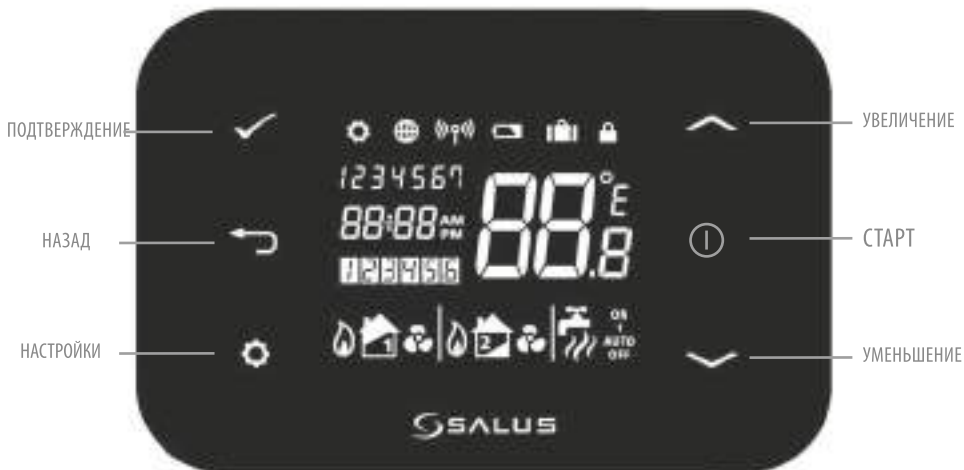 ПОДТВЕРЖДЕНИЕ
УВЕЛИЧЕНИЕ
1234567
88:88 AM PM
88.8 °E
НАЗАД
СТАРТ
123456
НАСТРОЙКИ
1
2
ON
1
AUTO
OFF
УМЕНЬШЕНИЕ
SALUS